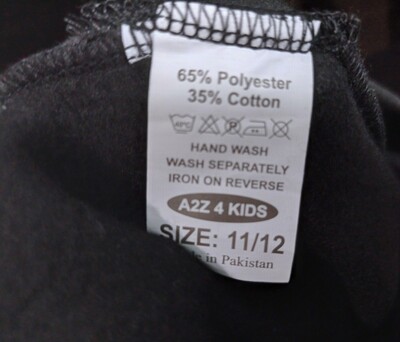 65% Polyester
35% Cotton
HAND WASH
WASH SEPARATELY
IRON ON REVERSE
A2Z 4 KIDS
SIZE: 11/12
in Pakistan